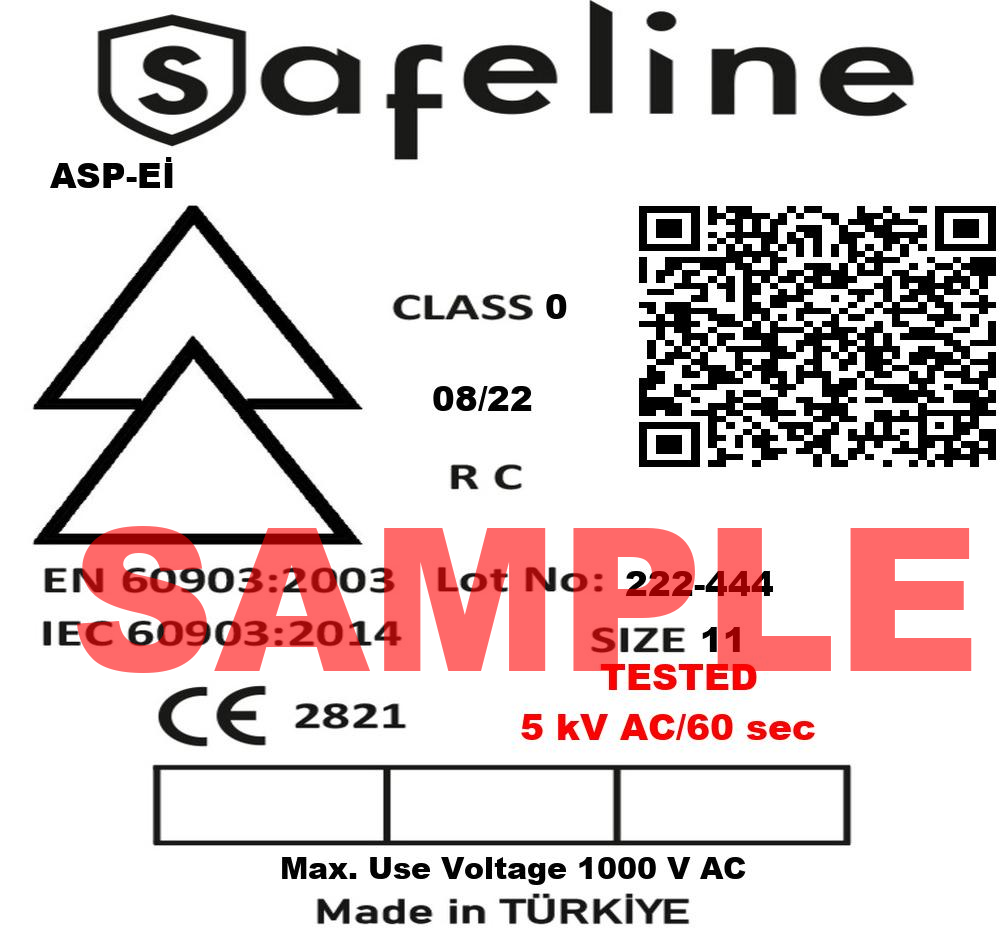 Safeline
ASP-Eİ
CLASS 0
08/22
R C
SAMPLE
EN 60903:2003 Lot No: 222-444
IEC 60903:2014 SIZE 11
TESTED
CE 2821 5 kV AC/60 sec
Max. Use Voltage 1000 V AC
Made in TÜRKİYE